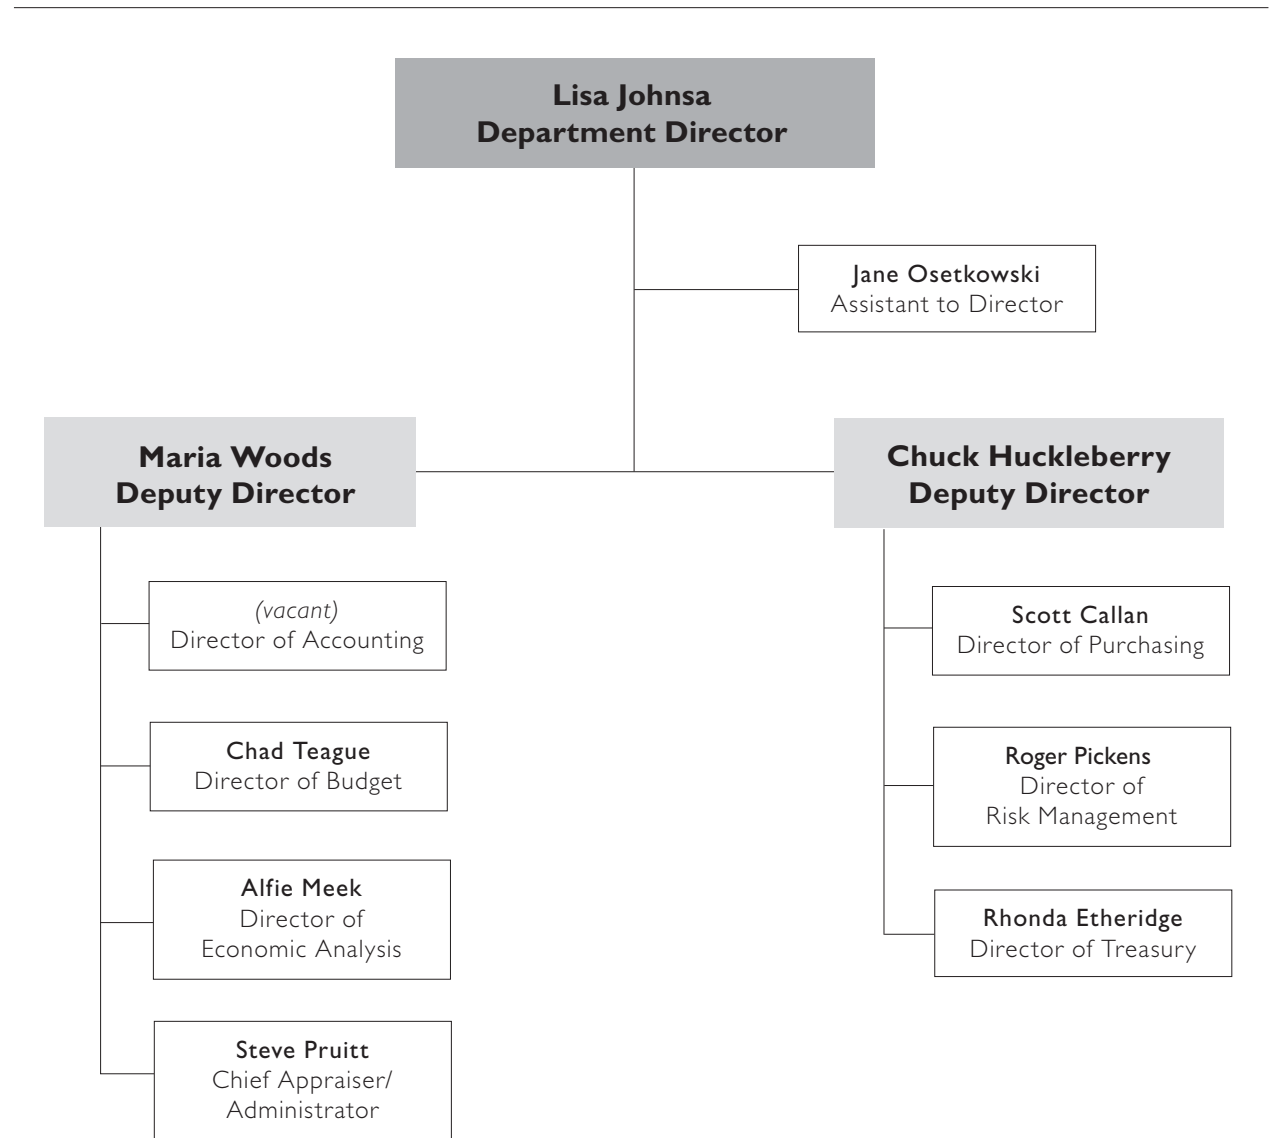 Lisa Johnsa
Department Director
Jane Osetkowski
Assistant to Director
Maria Woods
Deputy Director
(vacant)
Director of Accounting
Chad Teague
Director of Budget
Alfie Meek
Director of
Economic Analysis
Steve Pruitt
Chief Appraiser/
Administrator
Chuck Huckleberry
Deputy Director
Scott Callan
Director of Purchasing
Roger Pickens
Director of
Risk Management
Rhonda Etheridge
Director of Treasury